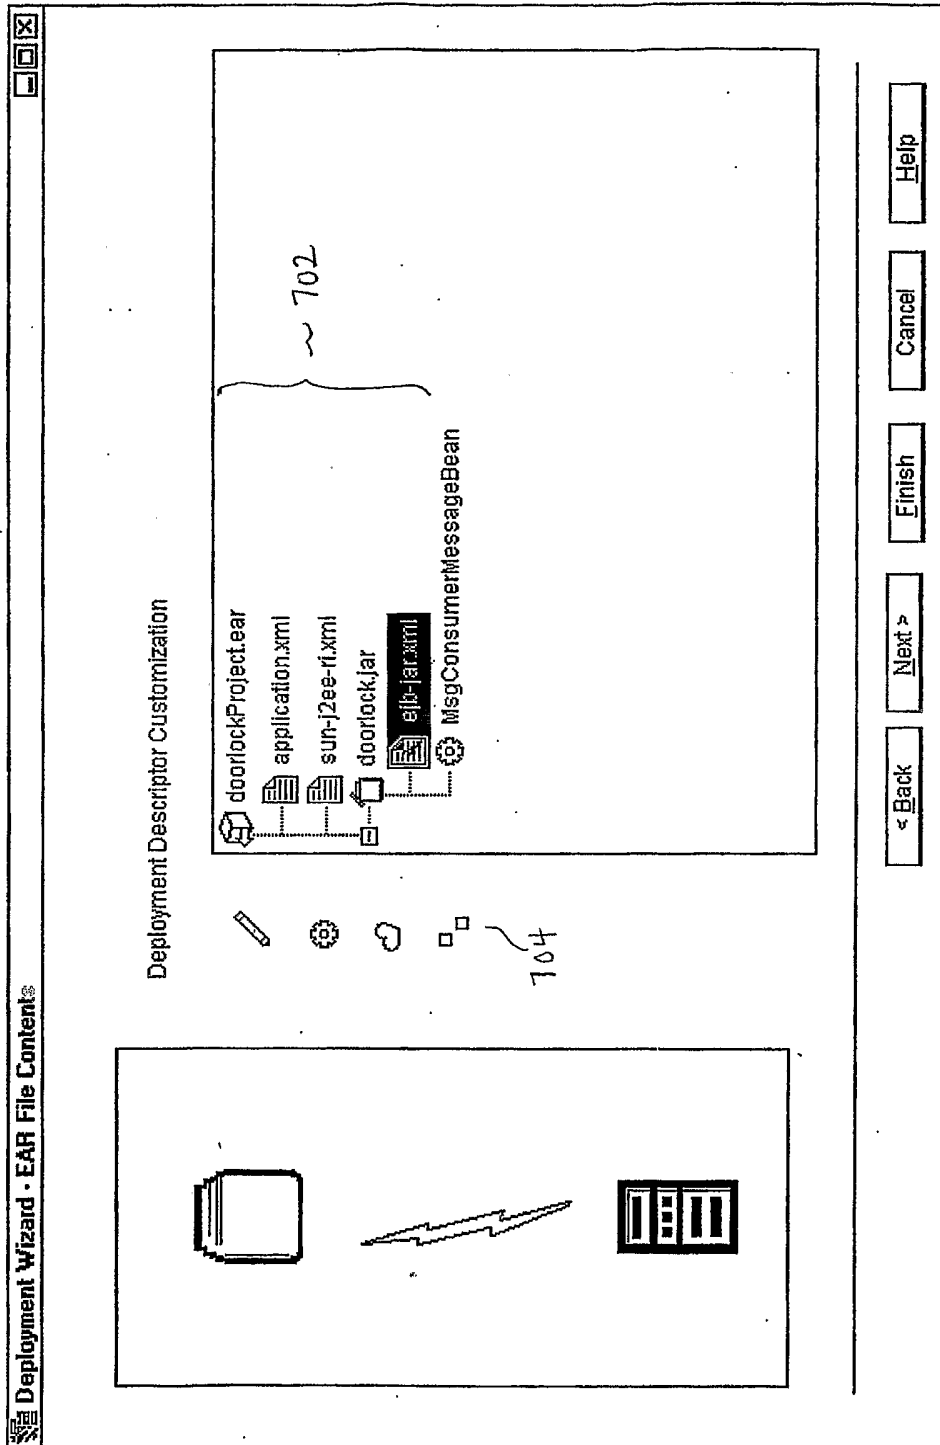 Deployment Wizard - EAR File Contents
Deployment Descriptor Customization
doorlockProject.ear
application.xml
sun-j2ee-ri.xml
doorlock.jar
ejb-jar.xml
MsgConsumerMessageBean
702
704
< Back
Next >
Finish
Cancel
Help